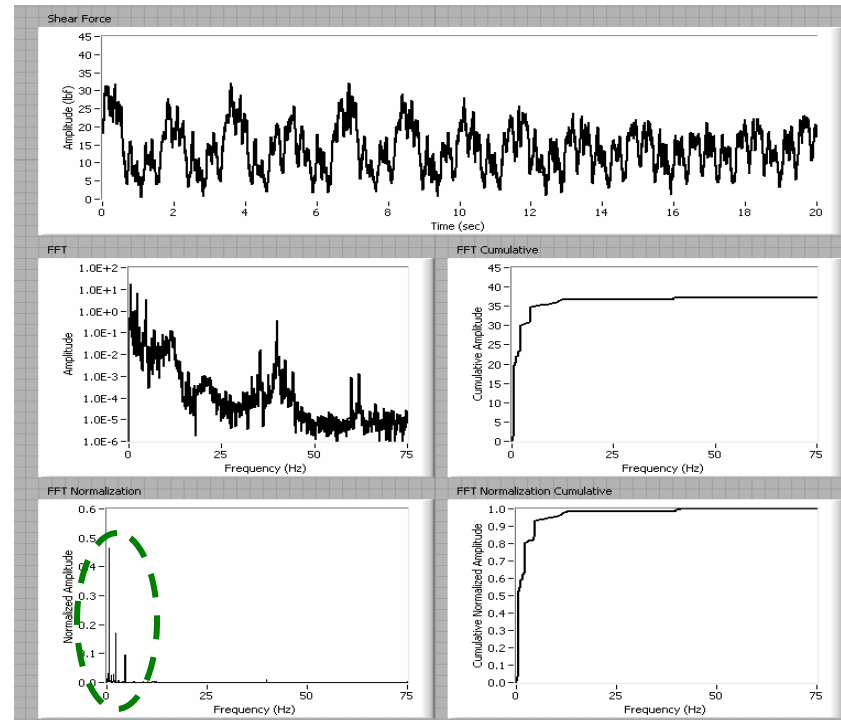 Shear Force
45
40
35
30
25
20
15
10
5
0
Amplitude (lbf)
0 2 4 6 8 10 12 14 16 18 20
Time (sec)
FFT
1.0E+2
1.0E+1
1.0E+0
1.0E-1
1.0E-2
1.0E-3
1.0E-4
1.0E-5
1.0E-6
Amplitude
0 25 50 75
Frequency (Hz)
FFT Cumulative
45
40
35
30
25
20
15
10
5
0
Cumulative Amplitude
0 25 50 75
Frequency (Hz)
FFT Normalization
0.6
0.5
0.4
0.3
0.2
0.1
0.0
Normalized Amplitude
0 25 50 75
Frequency (Hz)
FFT Normalization Cumulative
1.0
0.9
0.8
0.7
0.6
0.5
0.4
0.3
0.2
0.1
0.0
Cumulative Normalized Amplitude
0 25 50 75
Frequency (Hz)